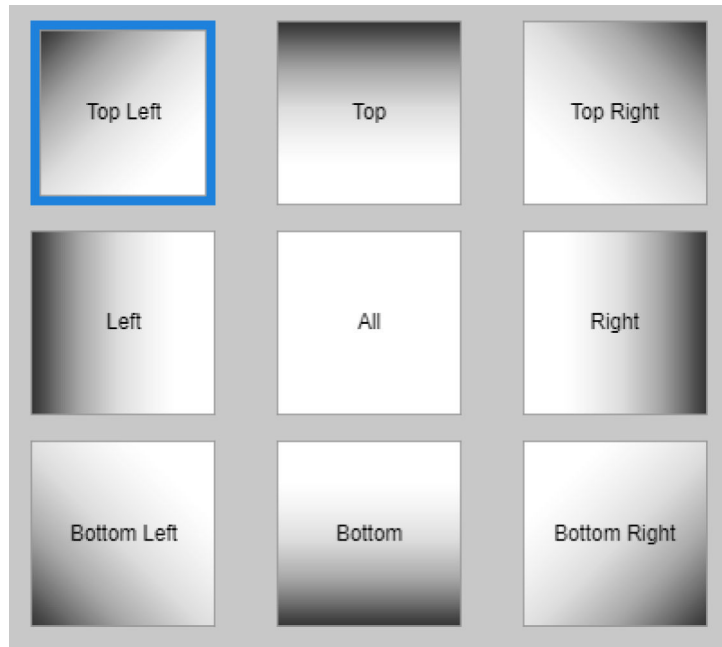 Top Left
Top
Top Right
Left
All
Right
Bottom Left
Bottom
Bottom Right